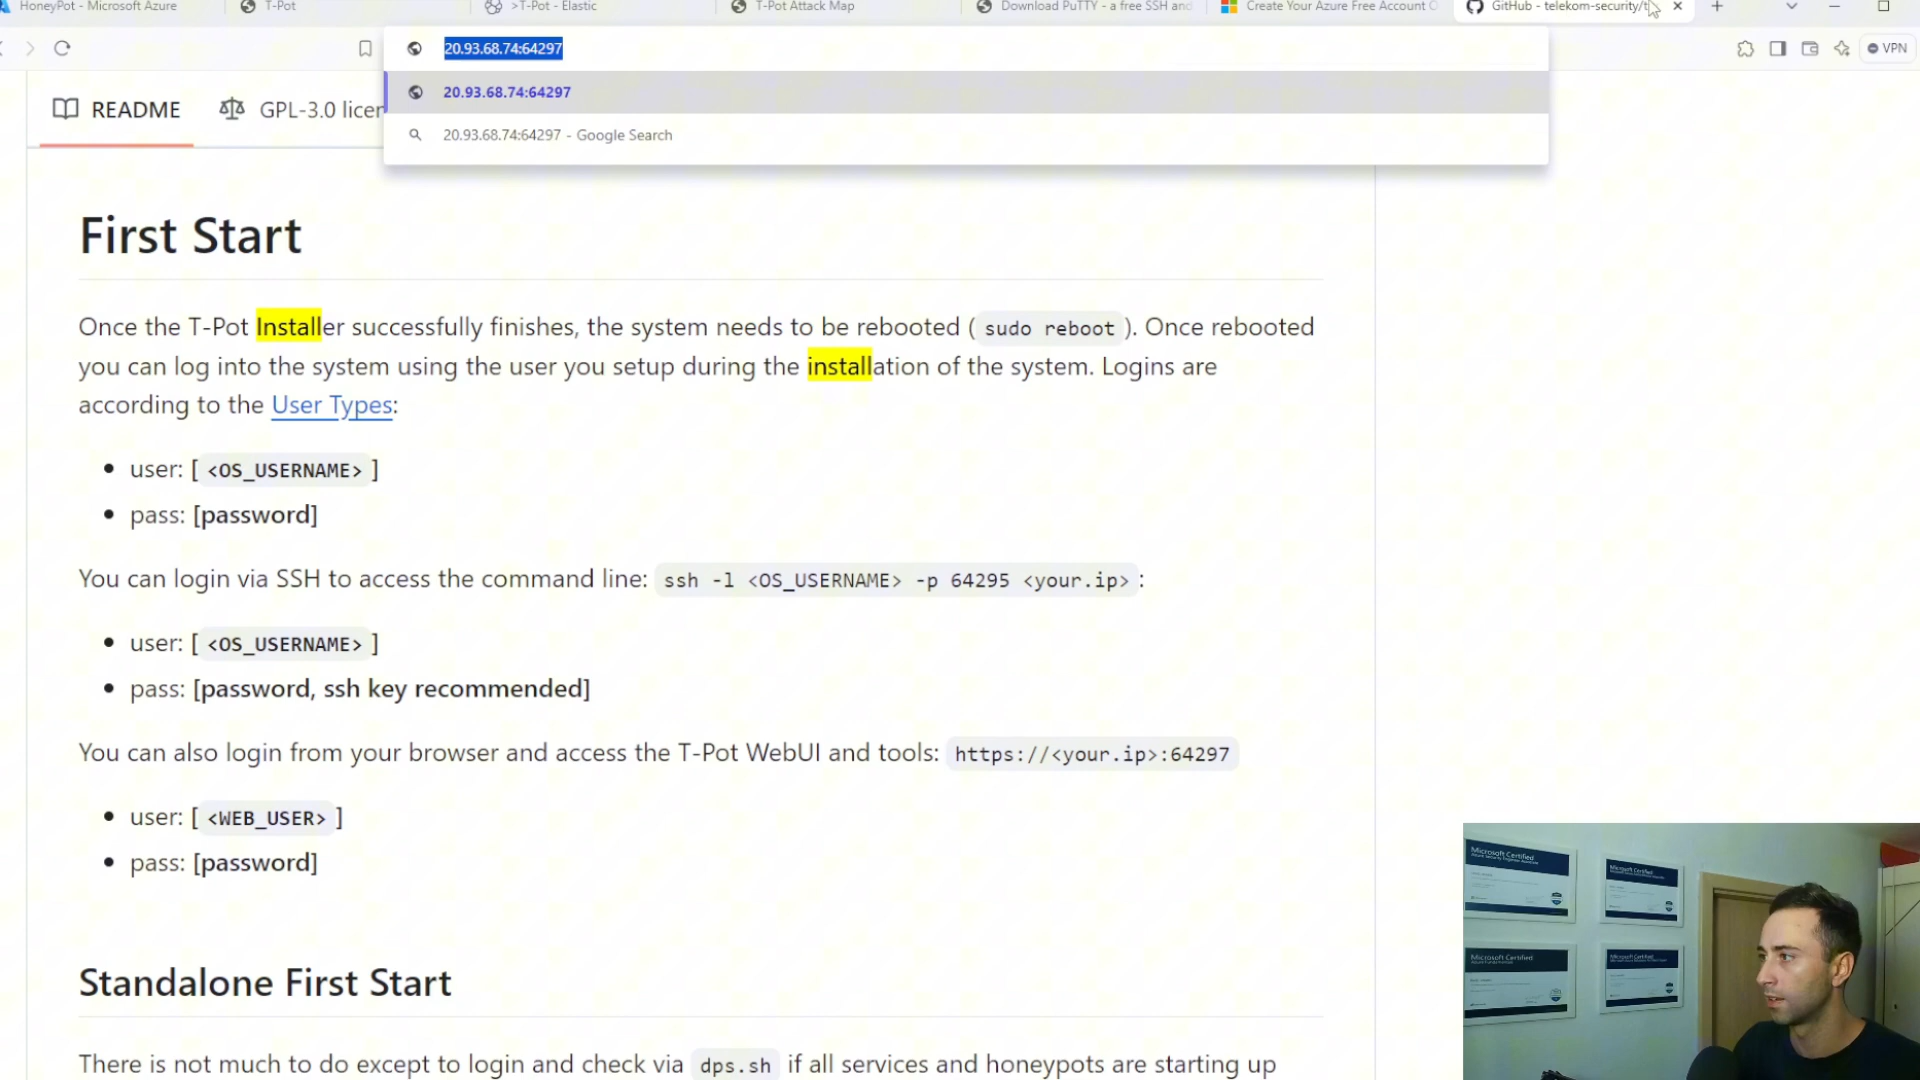 HoneyPot - Microsoft Azure
T-Pot
>T-Pot - Elastic
T-Pot Attack Map
Download PuTTY - a free SSH and
Create Your Azure Free Account O
GitHub - telekom-security/t
20.93.68.74:64297
VPN
20.93.68.74:64297
20.93.68.74:64297 - Google Search
README
GPL-3.0 licen
First Start
Once the T-Pot Installer successfully finishes, the system needs to be rebooted ( sudo reboot ). Once rebooted
you can log into the system using the user you setup during the installation of the system. Logins are
according to the User Types:
user: [ <OS_USERNAME> ]
pass: [password]
You can login via SSH to access the command line: ssh -l <OS_USERNAME> -p 64295 <your.ip> :
user: [ <OS_USERNAME> ]
pass: [password, ssh key recommended]
You can also login from your browser and access the T-Pot WebUI and tools: https://<your.ip>:64297
user: [ <WEB_USER> ]
pass: [password]
Standalone First Start
There is not much to do except to login and check via dps.sh if all services and honeypots are starting up
Microsoft Certified
Microsoft Certified
Microsoft Certified
Microsoft Certified